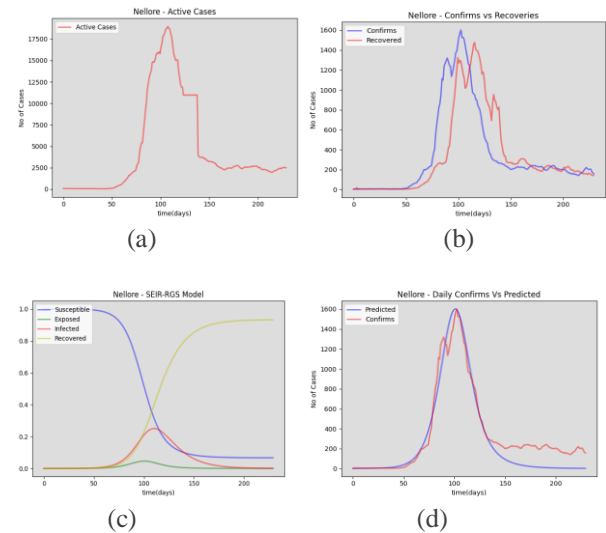 Nellore - Active Cases
Active Cases
17500
15000
12500
10000
7500
5000
2500
0
No of Cases
0 50 100 150 200
time(days)
(a)
Nellore - Confirms vs Recoveries
Confirms
Recovered
1600
1400
1200
1000
800
600
400
200
0
No of Cases
0 50 100 150 200
time(days)
(b)
Nellore - SEIR-RGS Model
Susceptible
Exposed
Infected
Recovered
1.0
0.8
0.6
0.4
0.2
0.0
0 50 100 150 200
time(days)
(c)
Nellore - Daily Confirms Vs Predicted
Predicted
Confirms
1600
1400
1200
1000
800
600
400
200
0
No of Cases
0 50 100 150 200
time(days)
(d)